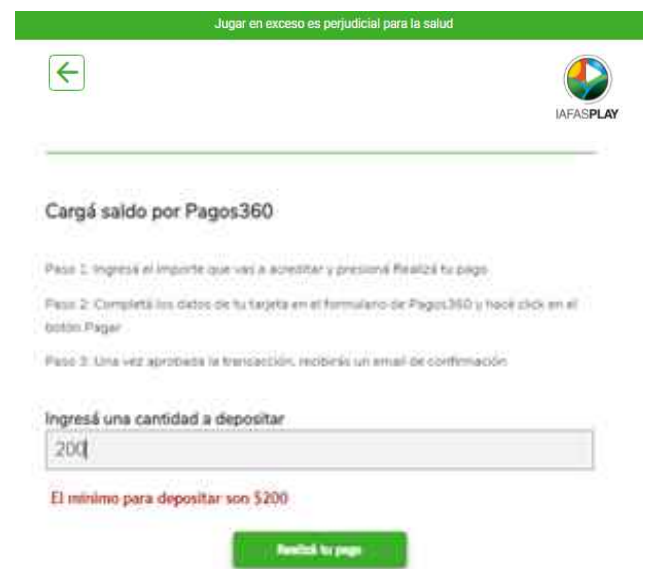 Jugar en exceso es perjudicial para la salud
IAFASPLAY
Cargá saldo por Pagos360
Paso 1: Ingresá el importe que vas a acreditar y presioná Realizá tu pago
Paso 2: Completá los datos de tu tarjeta en el formulario de Pagos360 y hacé click en el
botón Pagar
Paso 3: Una vez aprobada la transacción, recibirás un email de confirmación
Ingresá una cantidad a depositar
200
El mínimo para depositar son $200
Realizá tu pago